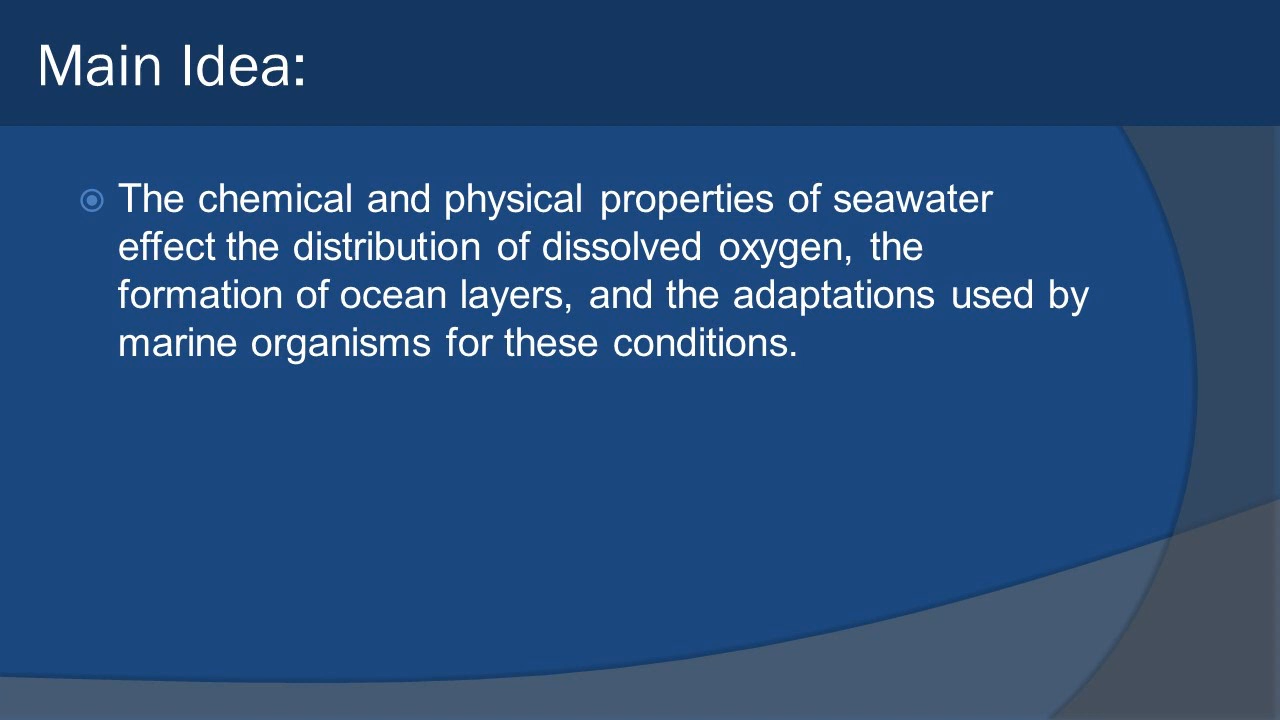 Main Idea:
The chemical and physical properties of seawater
effect the distribution of dissolved oxygen, the
formation of ocean layers, and the adaptations used by
marine organisms for these conditions.